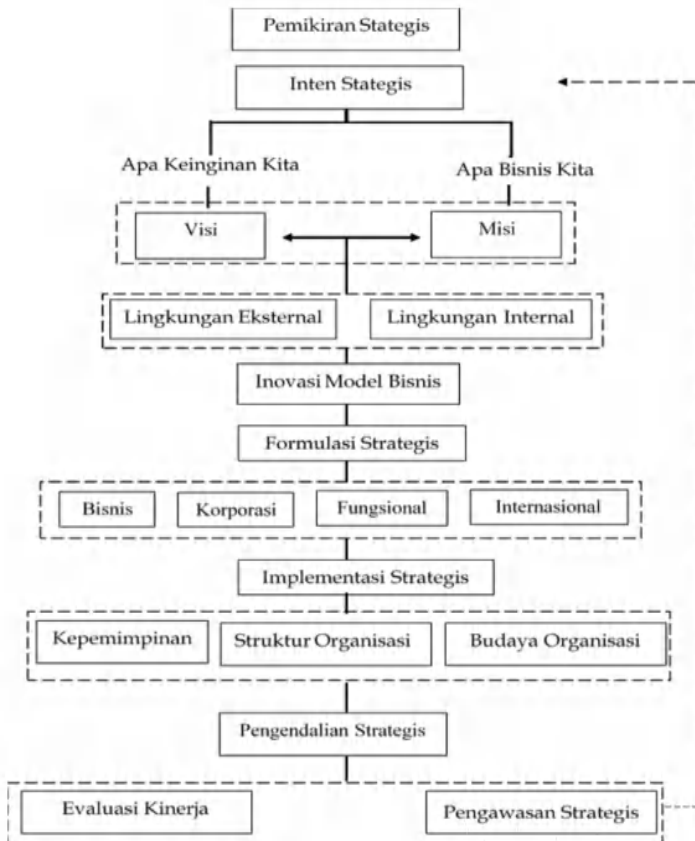 Pemikiran Stategis
Inten Stategis
Apa Keinginan Kita
Apa Bisnis Kita
Visi
Misi
Lingkungan Eksternal
Lingkungan Internal
Inovasi Model Bisnis
Formulasi Strategis
Bisnis
Korporasi
Fungsional
Internasional
Implementasi Strategis
Kepemimpinan
Struktur Organisasi
Budaya Organisasi
Pengendalian Strategis
Evaluasi Kinerja
Pengawasan Strategis